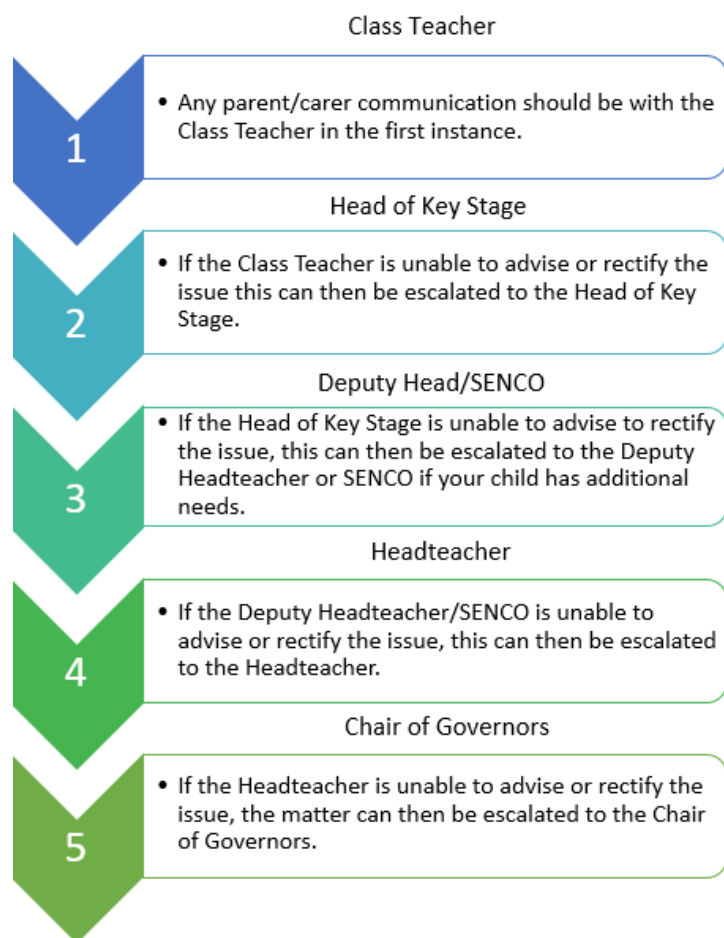 Class Teacher
1
• Any parent/carer communication should be with the
Class Teacher in the first instance.
Head of Key Stage
2
• If the Class Teacher is unable to advise or rectify the
issue this can then be escalated to the Head of Key
Stage.
Deputy Head/SENCO
3
• If the Head of Key Stage is unable to advise to rectify
the issue, this can then be escalated to the Deputy
Headteacher or SENCO if your child has additional
needs.
Headteacher
4
• If the Deputy Headteacher/SENCO is unable to
advise or rectify the issue, this can then be escalated
to the Headteacher.
Chair of Governors
5
• If the Headteacher is unable to advise or rectify the
issue, the matter can then be escalated to the Chair
of Governors.